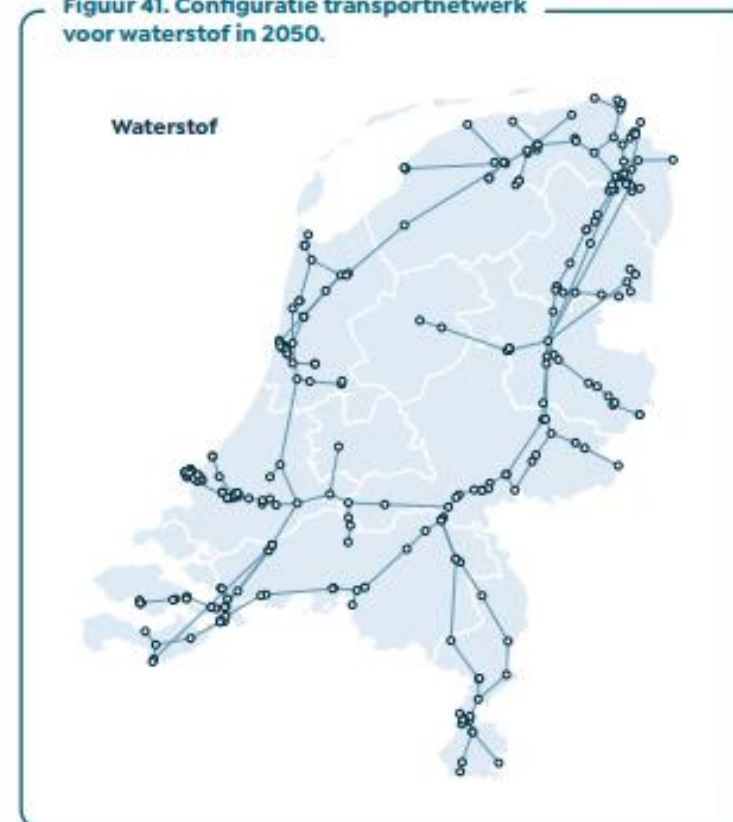 Figuur 41. Configuratie transportnetwerk
voor waterstof in 2050.
Waterstof